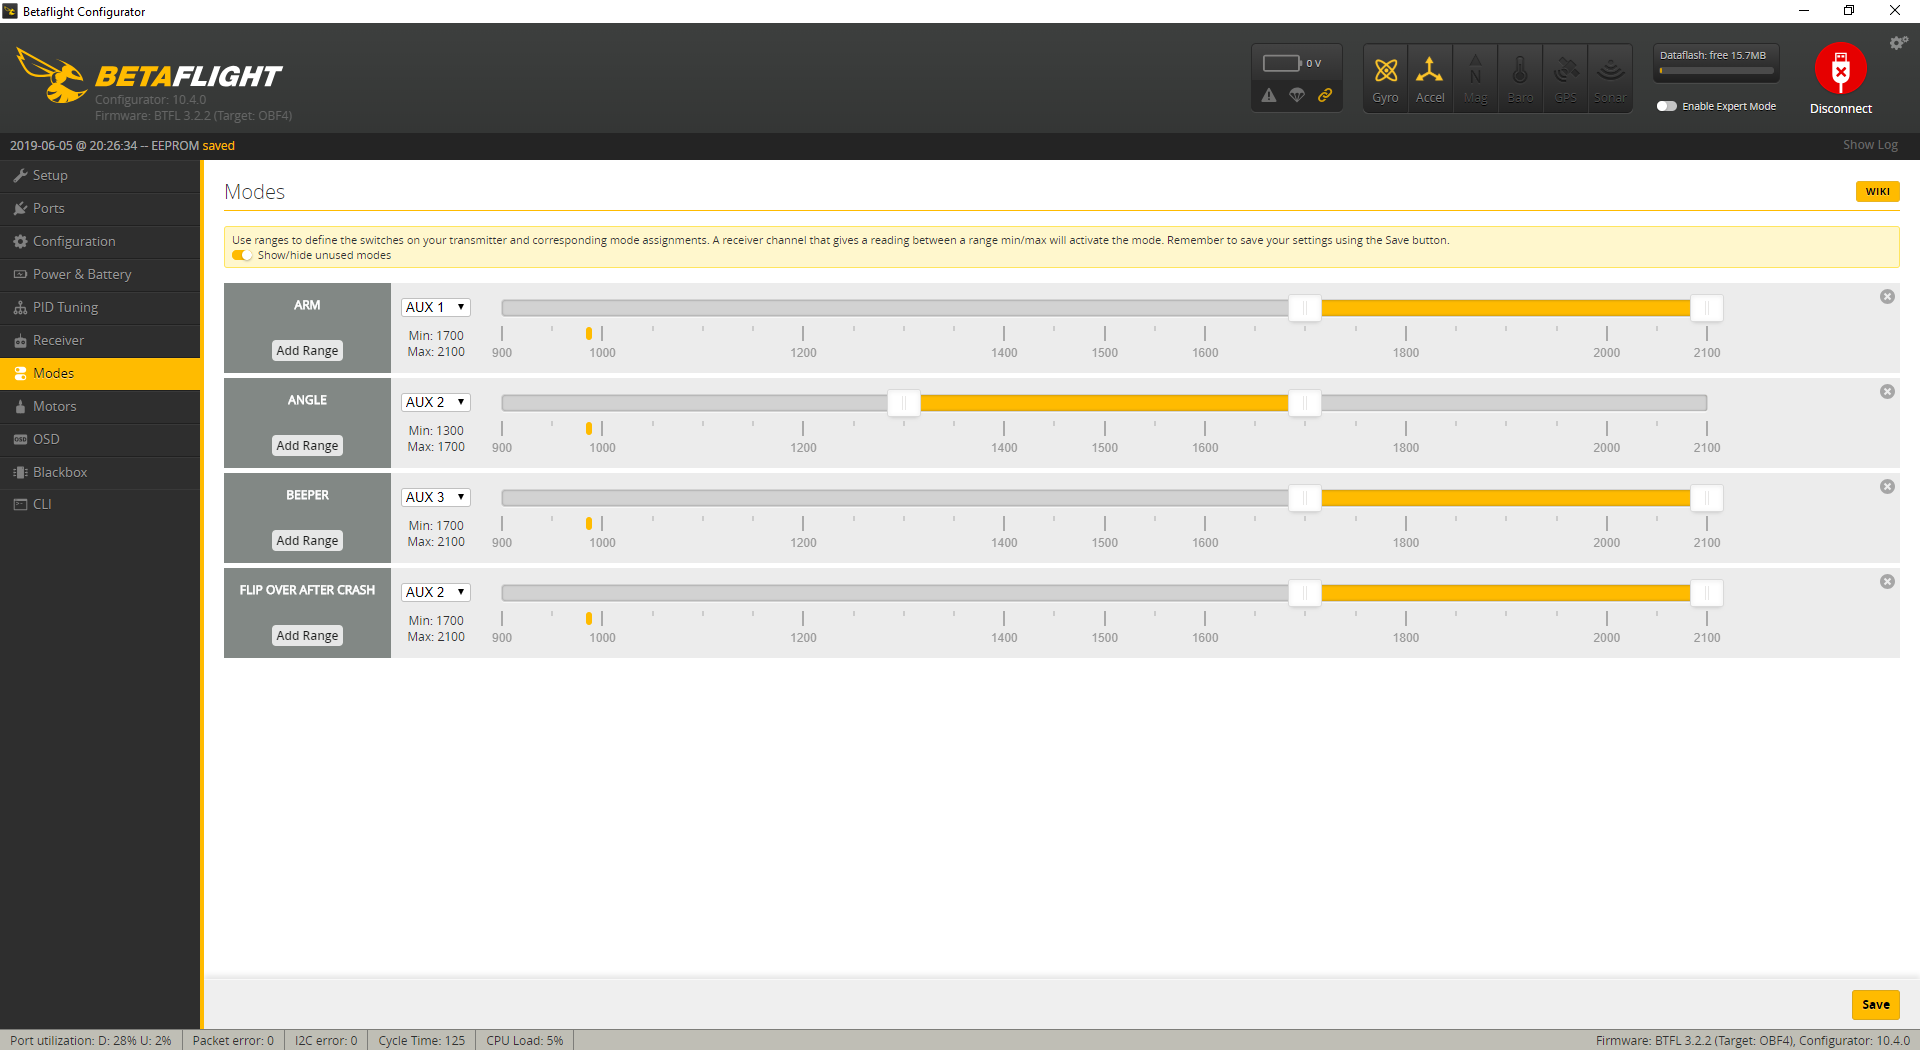 Betaflight Configurator
BETAFLIGHT
Configurator: 10.4.0
Firmware: BTFL 3.2.2 (Target: OBF4)
0 V
Gyro
Accel
Mag
Baro
GPS
Sonar
Dataflash: free 15.7MB
Enable Expert Mode
Disconnect
2019-06-05 @ 20:26:34 -- EEPROM saved
Show Log
Setup
Ports
Configuration
Power & Battery
PID Tuning
Receiver
Modes
Motors
OSD
Blackbox
CLI
Modes
WIKI
Use ranges to define the switches on your transmitter and corresponding mode assignments. A receiver channel that gives a reading between a range min/max will activate the mode. Remember to save your settings using the Save button.
Show/hide unused modes
ARM
Add Range
AUX 1
Min: 1700
Max: 2100
900 1000 1200 1400 1500 1600 1800 2000 2100
ANGLE
Add Range
AUX 2
Min: 1300
Max: 1700
900 1000 1200 1400 1500 1600 1800 2000 2100
BEEPER
Add Range
AUX 3
Min: 1700
Max: 2100
900 1000 1200 1400 1500 1600 1800 2000 2100
FLIP OVER AFTER CRASH
Add Range
AUX 2
Min: 1700
Max: 2100
900 1000 1200 1400 1500 1600 1800 2000 2100
Save
Port utilization: D: 28% U: 2%
Packet error: 0
I2C error: 0
Cycle Time: 125
CPU Load: 5%
Firmware: BTFL 3.2.2 (Target: OBF4), Configurator: 10.4.0